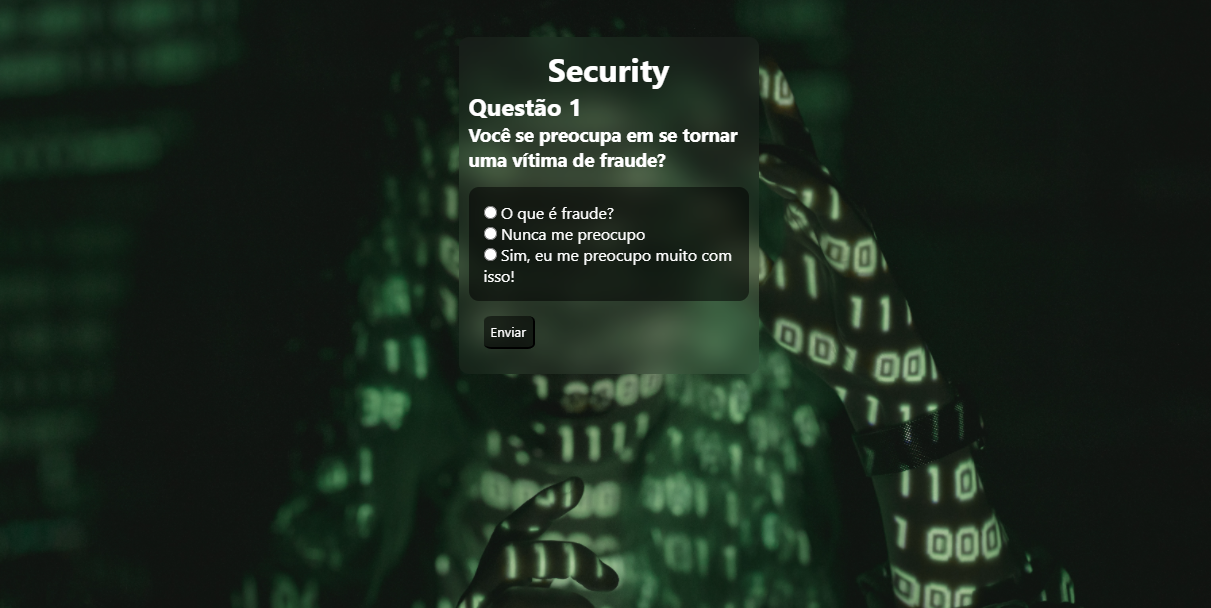 Security
Questão 1
Você se preocupa em se tornar
uma vítima de fraude?
O que é fraude?
Nunca me preocupo
Sim, eu me preocupo muito com
isso!
Enviar